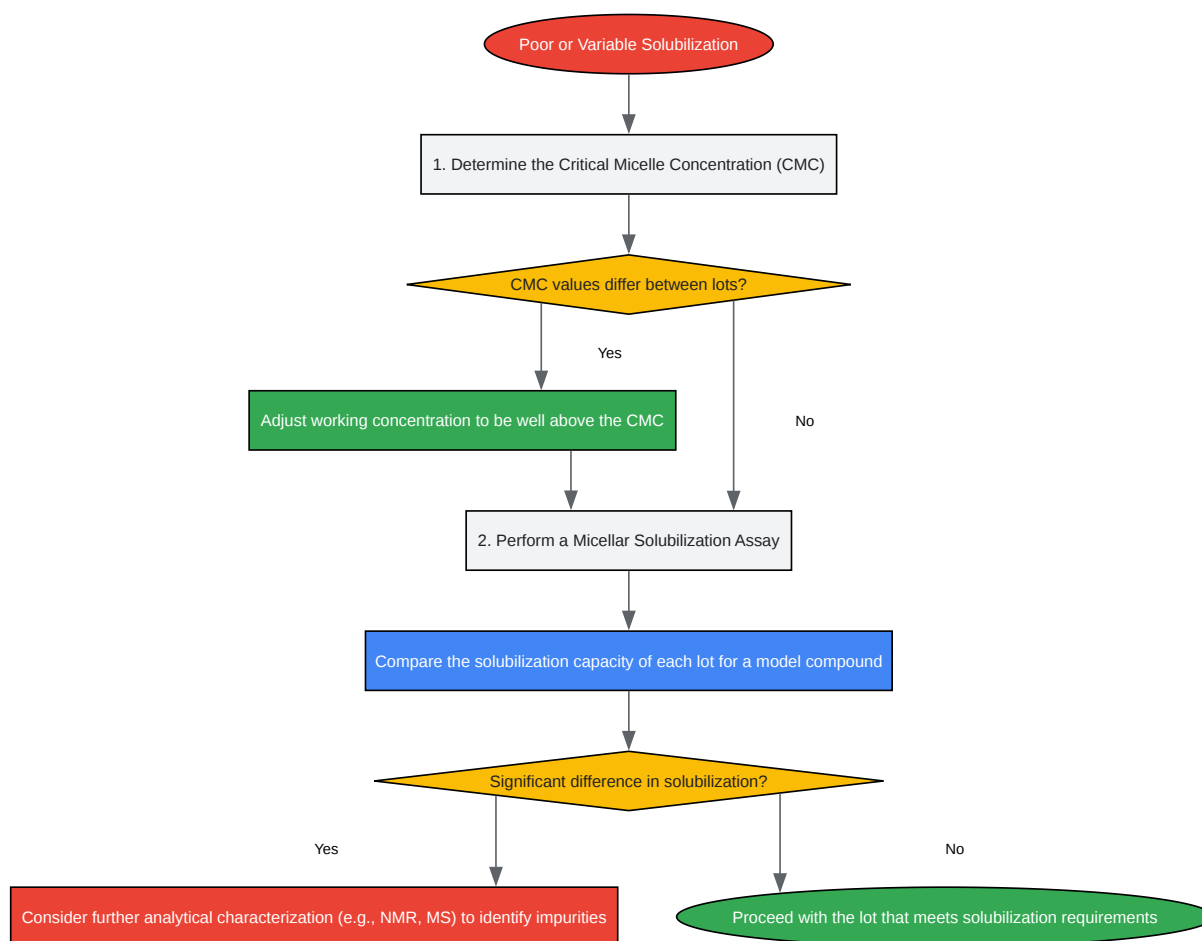 Poor or Variable Solubilization
1. Determine the Critical Micelle Concentration (CMC)
CMC values differ between lots?
Yes
Adjust working concentration to be well above the CMC
No
2. Perform a Micellar Solubilization Assay
Compare the solubilization capacity of each lot for a model compound
Significant difference in solubilization?
Yes
No
Consider further analytical characterization (e.g., NMR, MS) to identify impurities
Proceed with the lot that meets solubilization requirements